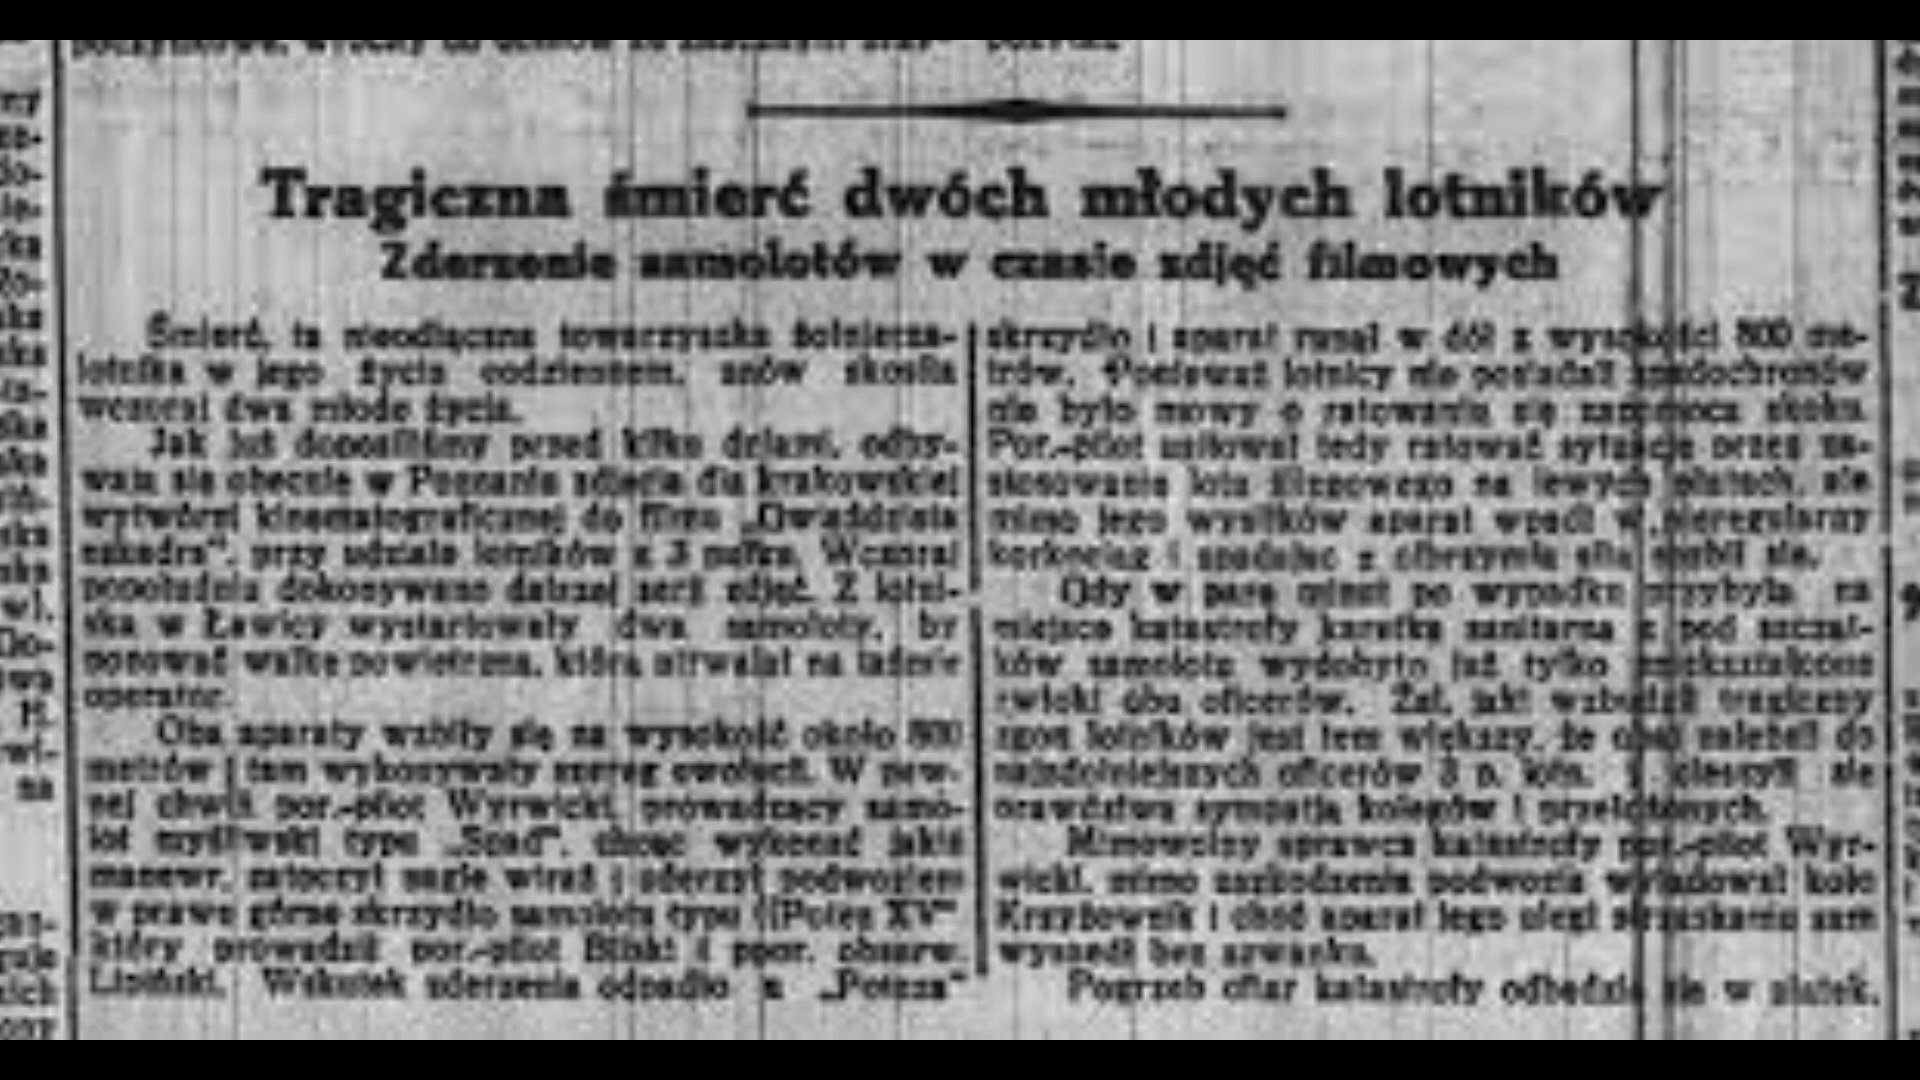 Tragiczna śmierć dwóch młodych lotników
Zderzenie samolotów w czasie zdjęć filmowych
Śmierć, ta nieodłączna towarzyszka żołnierza-
lotnika w jego życiu codziennem, znów skosiła
wczoraj dwa młode życia.
Jak już donosiliśmy przed kilku dniami, odby-
wają się obecnie w Poznaniu zdjęcia dla krakowskiej
wytwórni kinematograficznej do filmu „Gwiaździsta
eskadra", przy udziale lotników z 3 pułku. Wczoraj
popołudniu dokonywano dalszej serji zdjęć. Z lotni-
ska w Ławicy wystartowały dwa samoloty, by
pozować walkę powietrzną, którą utrwalał na taśmie
operator.
Oba aparaty wzbiły się na wysokość około 800
metrów i tam wykonywały szereg ewolucji. W pew-
nej chwili por.-pilot Wyrwicki, prowadzący samo-
lot myśliwski typu „Spad", chcąc wykonać jakiś
manewr, zatoczył nagle wiraż i uderzył podwoziem
w prawe górne skrzydło samolotu typu „Potez XV"
który prowadził por.-pilot Bilski i ppor. obserw.
Lipiński. Wskutek zderzenia odpadło u „Poteza"
skrzydło i aparat runął w dół z wysokości 800 me-
trów. Ponieważ lotnicy nie posiadali spadochronów
nie było mowy o ratowaniu się zapomocą skoku.
Por.-pilot usiłował tedy ratować sytuację przez za-
stosowanie lotu ślizgowego na lewych płatach, ale
mimo jego wysiłków aparat wpadł w nieregularny
korkociąg i spadając z olbrzymią siłą rozbił się.
Gdy w parę minut po wypadku przybyła na
miejsce katastrofy karetka sanitarna z pod szcząt-
ków samolotu wydobyto już tylko zniekształcone
zwłoki obu oficerów. Żal, jaki wzbudził tragiczny
zgon lotników jest tem większy, że obaj należeli do
najzdolniejszych oficerów 3 p. lotn. i cieszyli się
prawdziwą sympatją kolegów i przełożonych.
Mimowolny sprawca katastrofy por.-pilot Wyr-
wicki, mimo uszkodzenia podwozia wylądował koło
Krzyżownik i choć aparat jego uległ strzaskaniu sam
wyszedł bez szwanku.
Pogrzeb ofiar katastrofy odbędzie się w piątek.